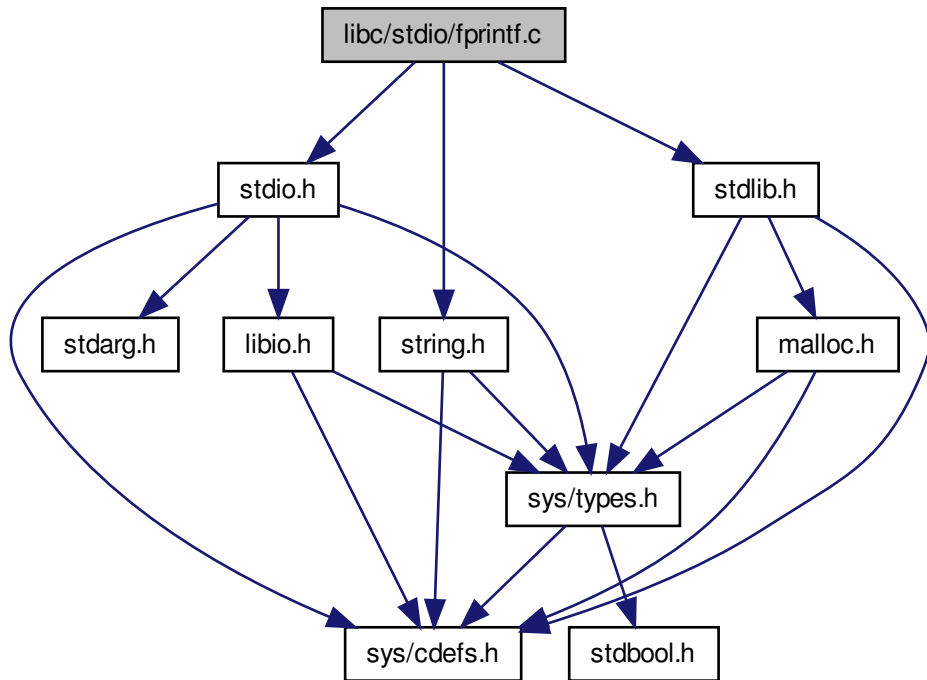 libc/stdio/fprintf.c
stdio.h
stdlib.h
stdarg.h
libio.h
string.h
malloc.h
sys/types.h
sys/cdefs.h
stdbool.h